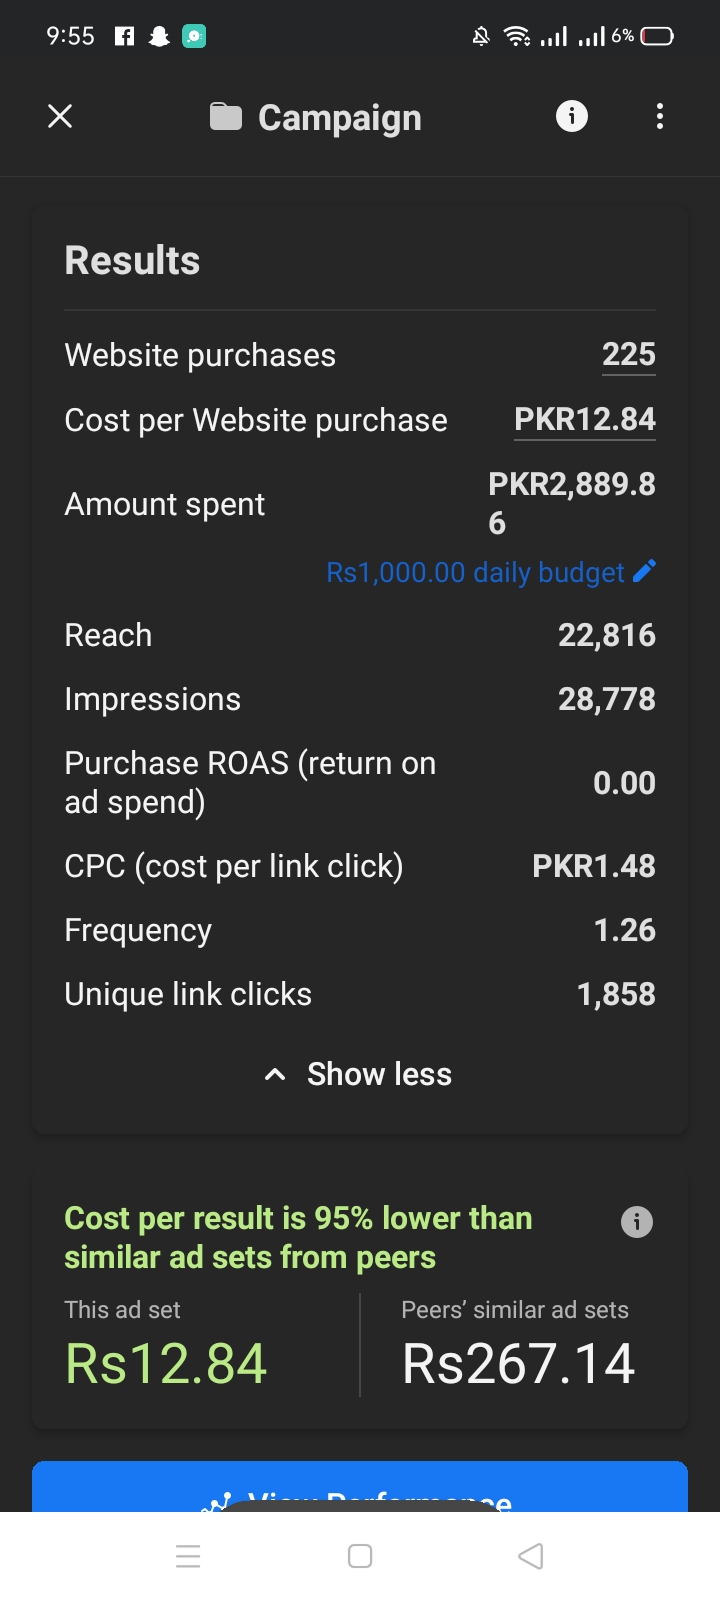 9:55
6%
Campaign
Results
Website purchases
225
Cost per Website purchase
PKR12.84
Amount spent
PKR2,889.8
6
Rs1,000.00 daily budget
Reach
22,816
Impressions
28,778
Purchase ROAS (return on
ad spend)
0.00
CPC (cost per link click)
PKR1.48
Frequency
1.26
Unique link clicks
1,858
Show less
Cost per result is 95% lower than
similar ad sets from peers
This ad set
Rs12.84
Peers’ similar ad sets
Rs267.14
View Performance